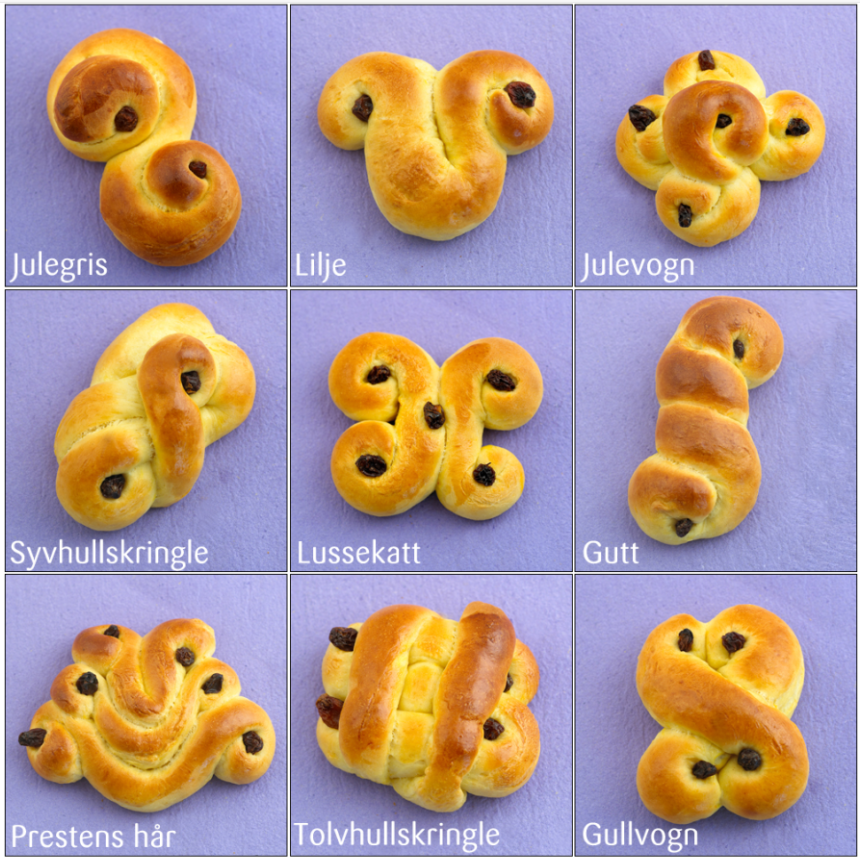 Julegris
Lilje
Julevogn
Syvhullskringle
Lussekatt
Gutt
Prestens hår
Tolvhullskringle
Gullvogn